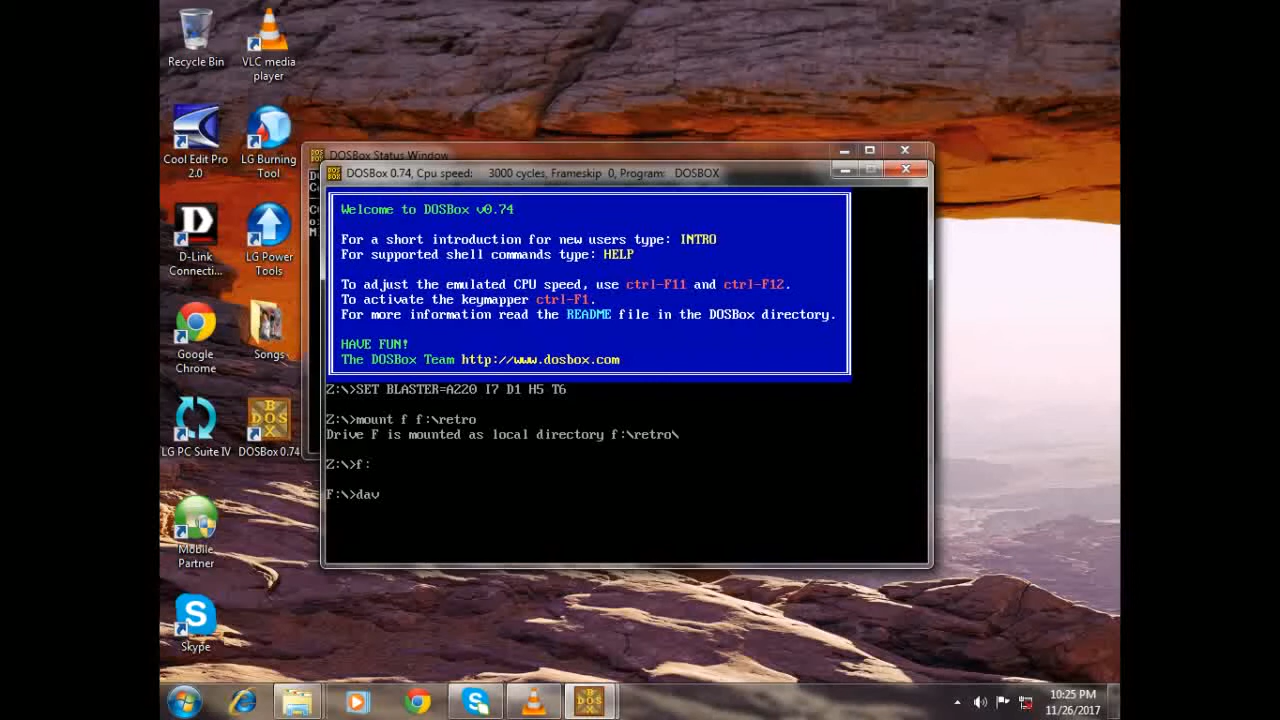 Recycle Bin
VLC media
player
Cool Edit Pro
2.0
LG Burning
Tool
D-Link
Connecti...
LG Power
Tools
Google
Chrome
Songs
LG PC Suite IV
DOSBox 0.74
Mobile
Partner
Skype
DOSBox Status Window
DOSBox 0.74, Cpu speed: 3000 cycles, Frameskip 0, Program: DOSBOX
Welcome to DOSBox v0.74
For a short introduction for new users type: INTRO
For supported shell commands type: HELP
To adjust the emulated CPU speed, use ctrl-F11 and ctrl-F12.
To activate the keymapper ctrl-F1.
For more information read the README file in the DOSBox directory.
HAVE FUN!
The DOSBox Team http://www.dosbox.com
Z:\>SET BLASTER=A220 I7 D1 H5 T6
Z:\>mount f f:\retro
Drive F is mounted as local directory f:\retro\
Z:\>f:
F:\>dav
10:25 PM
11/26/2017